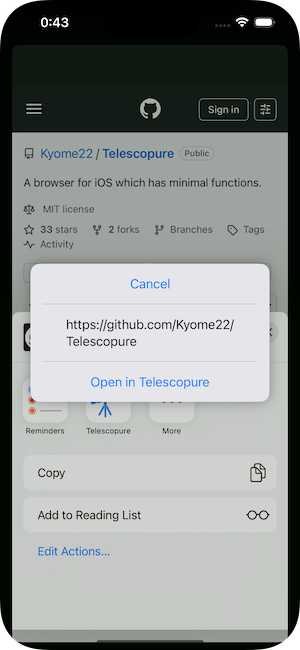 0:43
Sign in
Kyome22 / Telescopure Public
A browser for iOS which has minimal functions.
MIT license
33 stars 2 forks Branches Tags
Activity
Cancel
https://github.com/Kyome22/
Telescopure
Open in Telescopure
Reminders Telescopure More
Copy
Add to Reading List
Edit Actions...